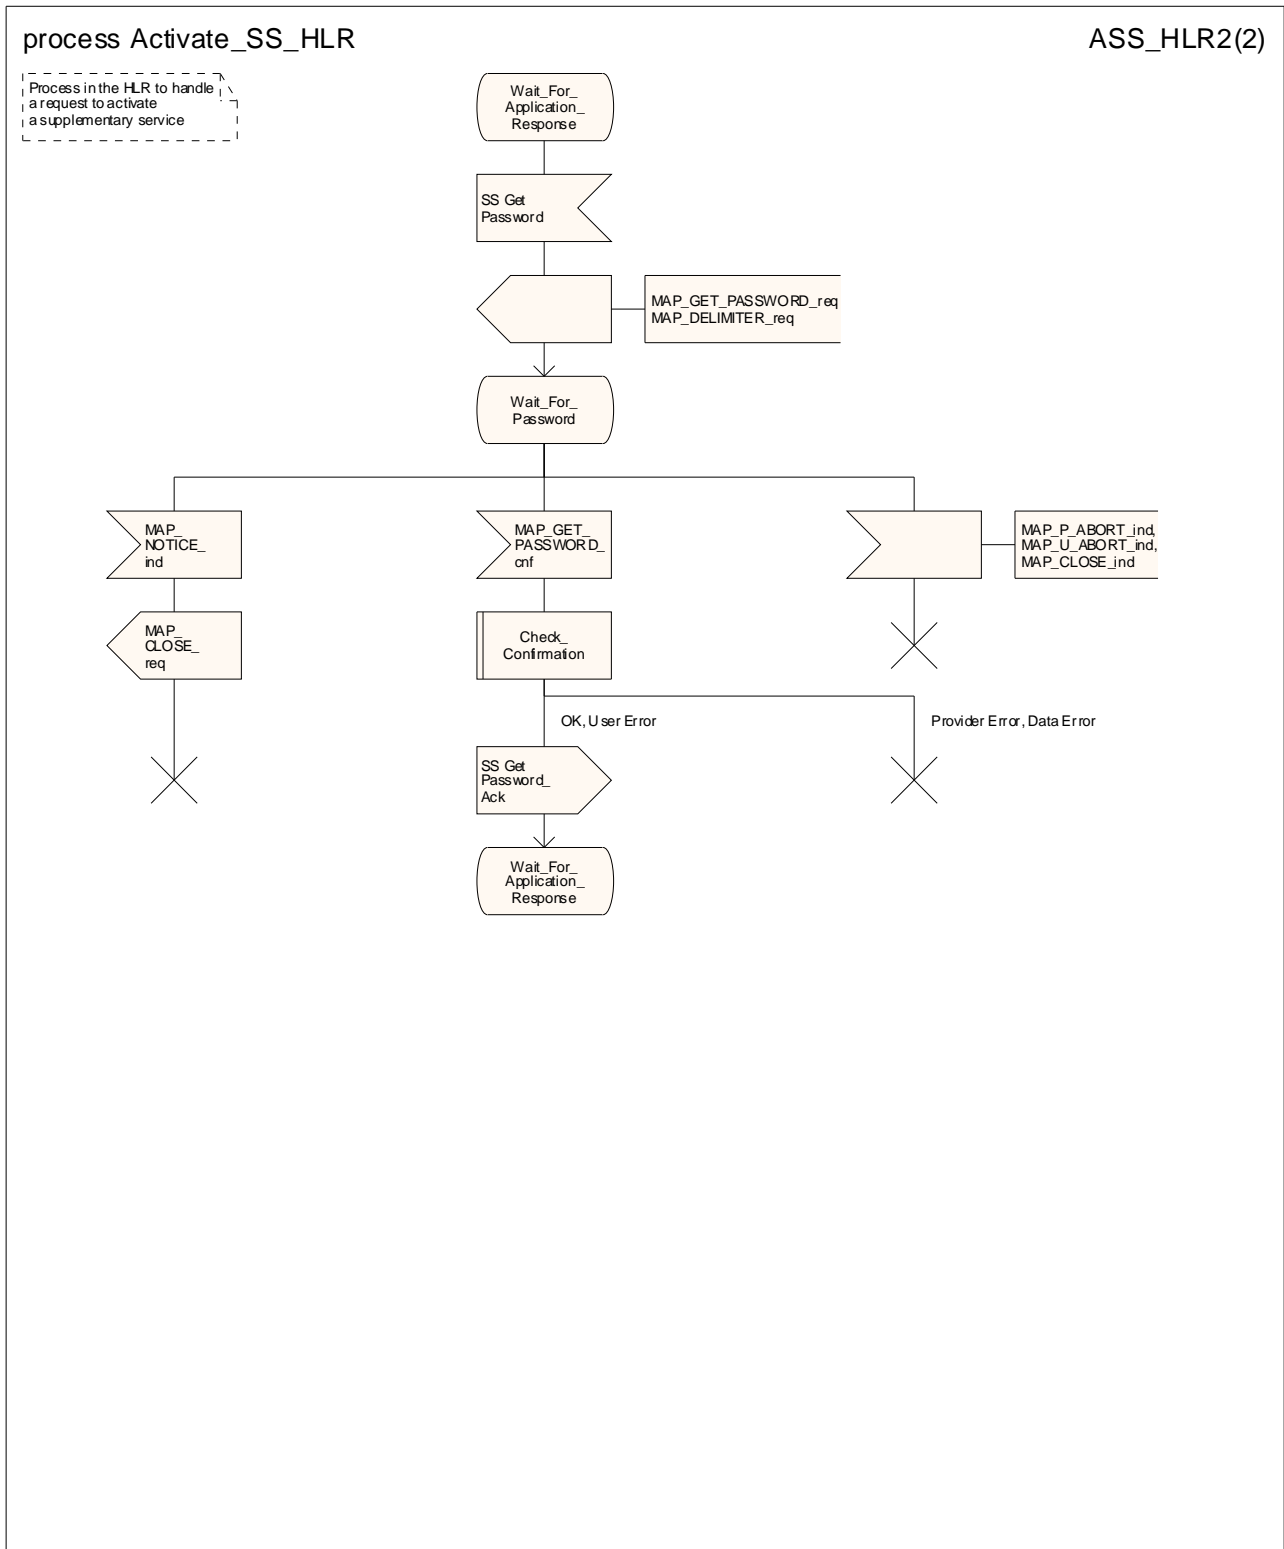 process Activate_SS_HLR
ASS_HLR2(2)
Process in the HLR to handle
a request to activate
a supplementary service
Wait_For_
Application_
Response
SS Get
Password
MAP_GET_PASSWORD_req
MAP_DELIMITER_req
Wait_For_
Password
MAP_
NOTICE_
ind
MAP_GET_
PASSWORD_
cnf
MAP_P_ABORT_ind,
MAP_U_ABORT_ind,
MAP_CLOSE_ind
MAP_
CLOSE_
req
Check_
Confirmation
OK, User Error
Provider Error, Data Error
SS Get
Password_
Ack
Wait_For_
Application_
Response